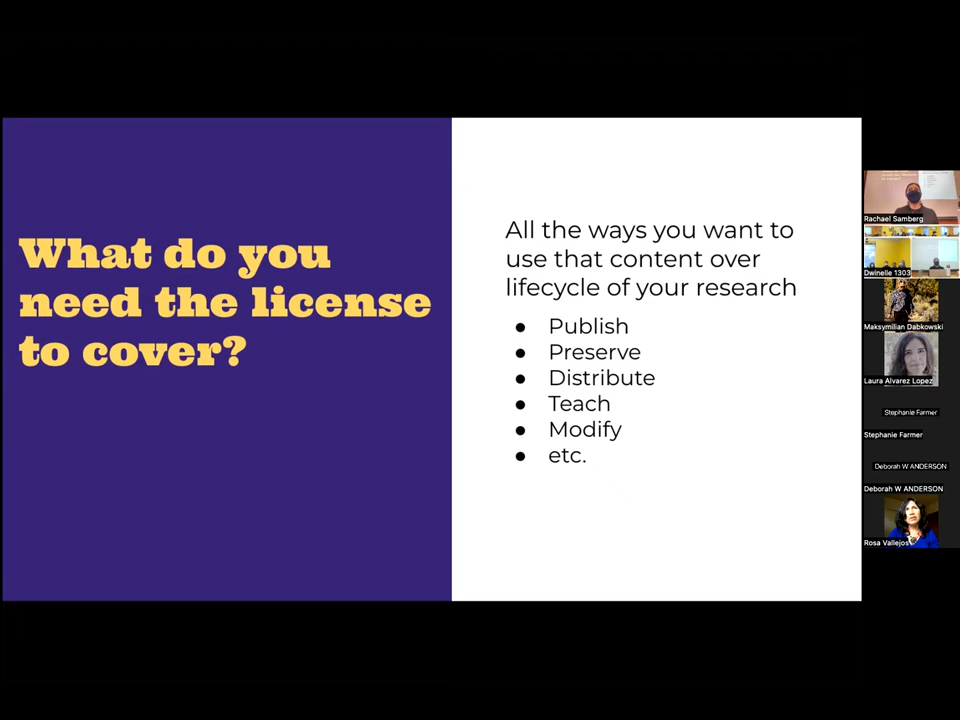 What do you
need the license
to cover?
All the ways you want to
use that content over
lifecycle of your research
● Publish
● Preserve
● Distribute
● Teach
● Modify
● etc.
Rachael Samberg
Dwinelle 1303
Maksymilian Dabkowski
Laura Alvarez Lopez
Stephanie Farmer
Stephanie Farmer
Deborah W ANDERSON
Deborah W ANDERSON
Rosa Vallejos